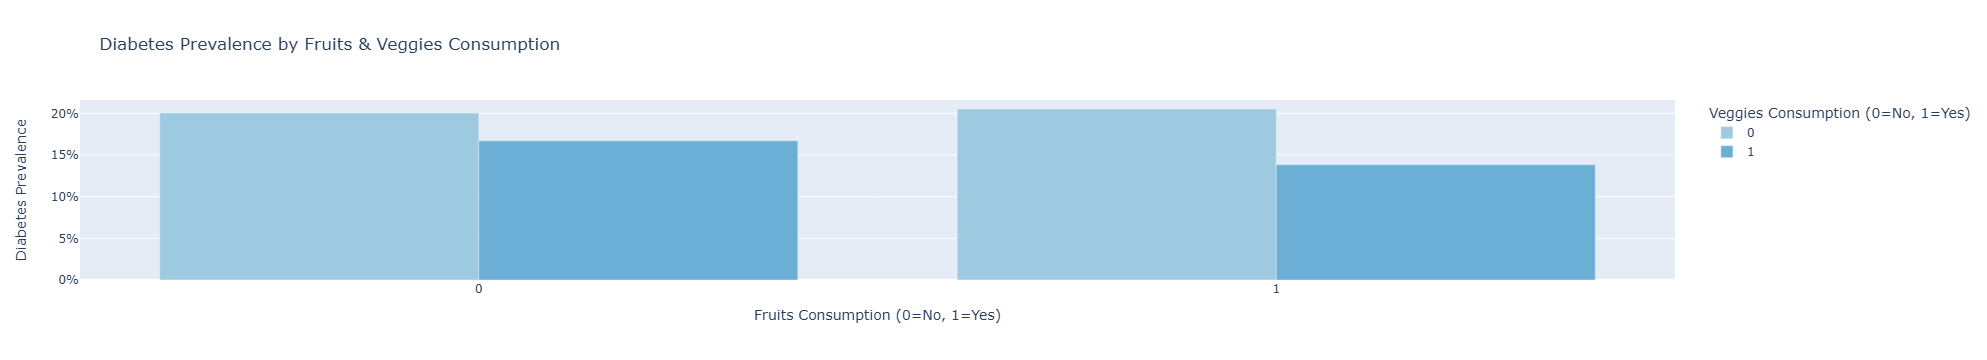 Diabetes Prevalence by Fruits & Veggies Consumption
Diabetes Prevalence
20%
15%
10%
5%
0%
0
1
Fruits Consumption (0=No, 1=Yes)
Veggies Consumption (0=No, 1=Yes)
0
1